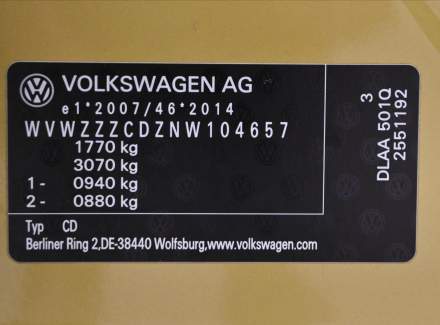 VOLKSWAGEN AG
e1*2007/46*2014
WVWZZZCDZNW104657
1770 kg
3070 kg
1- 0940 kg
2- 0880 kg
Typ CD
Berliner Ring 2,DE-38440 Wolfsburg,www.volkswagen.com
3
DLAA 501Q
2551192